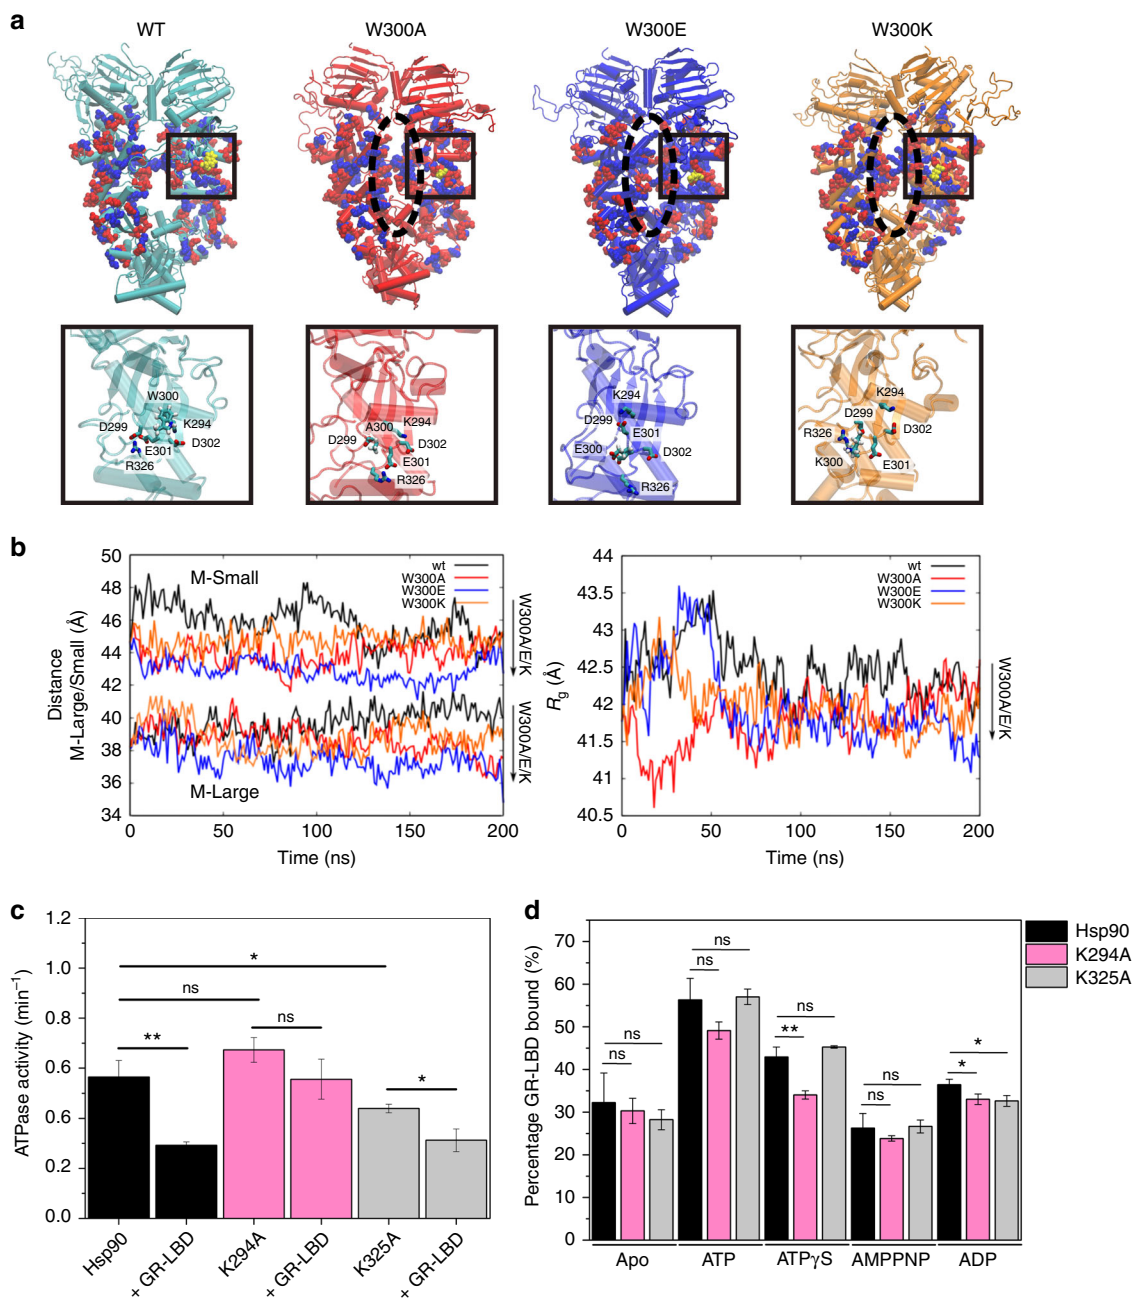 a
WT W300A W300E W300K
W300
D299 K294
E301 D302
R326
A300 K294
D299 D302
E301
R326
K294
D299
E301
E300 D302
R326
K294
D299
R326 D302
K300 E301
b
50
48
46
44
42
40
38
36
34
Distance
M-Large/Small (Å)
M-Small
M-Large
wt
W300A
W300E
W300K
W300A/E/K
W300A/E/K
0 50 100 150 200
Time (ns)
44
43.5
43
42.5
42
41.5
41
40.5
Rg (Å)
wt
W300A
W300E
W300K
W300A/E/K
0 50 100 150 200
Time (ns)
c
1.2
1.0
0.8
0.6
0.6
0.2
0.0
ATPase activity (min−1)
*
ns
** ns
*
Hsp90 + GR-LBD K294A + GR-LBD K325A + GR-LBD
d
70
60
50
40
30
20
10
0
Percentage GR-LBD bound (%)
ns
ns
ns
ns
ns
**
ns
ns
*
*
Apo ATP ATPγS AMPPNP ADP
Hsp90
K294A
K325A